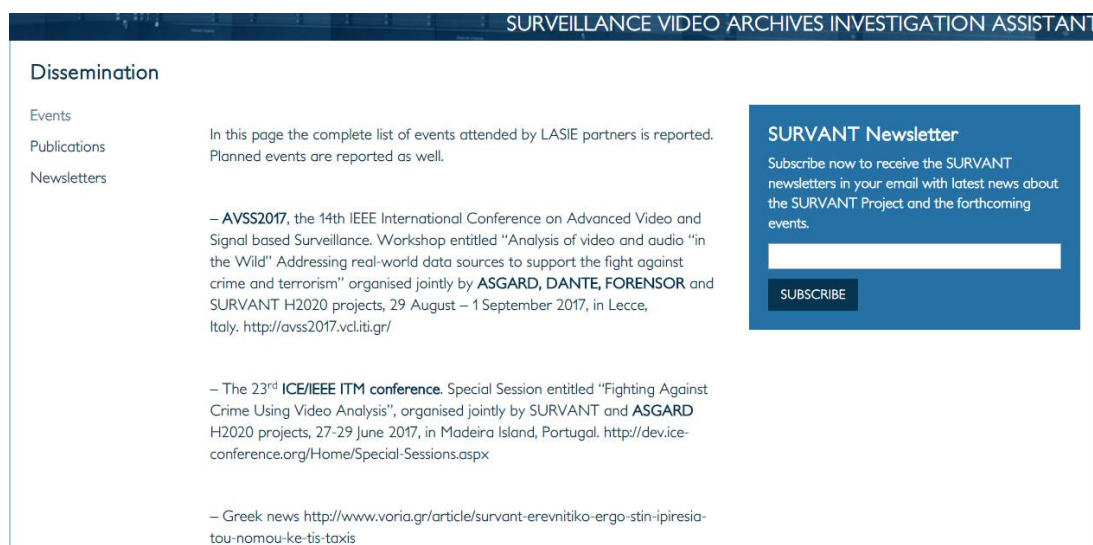 SURVEILLANCE VIDEO ARCHIVES INVESTIGATION ASSISTANT
Dissemination
Events
Publications
Newsletters
In this page the complete list of events attended by LASIE partners is reported.
Planned events are reported as well.
– AVSS2017, the 14th IEEE International Conference on Advanced Video and
Signal based Surveillance. Workshop entitled “Analysis of video and audio “in
the Wild” Addressing real-world data sources to support the fight against
crime and terrorism” organised jointly by ASGARD, DANTE, FORENSOR and
SURVANT H2020 projects, 29 August – 1 September 2017, in Lecce,
Italy. http://avss2017.vcl.iti.gr/
– The 23rd ICE/IEEE ITM conference. Special Session entitled “Fighting Against
Crime Using Video Analysis”, organised jointly by SURVANT and ASGARD
H2020 projects, 27-29 June 2017, in Madeira Island, Portugal. http://dev.ice-
conference.org/Home/Special-Sessions.aspx
– Greek news http://www.voria.gr/article/survant-erevnitiko-ergo-stin-ipiresia-
tou-nomou-ke-tis-taxis
SURVANT Newsletter
Subscribe now to receive the SURVANT
newsletters in your email with latest news about
the SURVANT Project and the forthcoming
events.
SUBSCRIBE